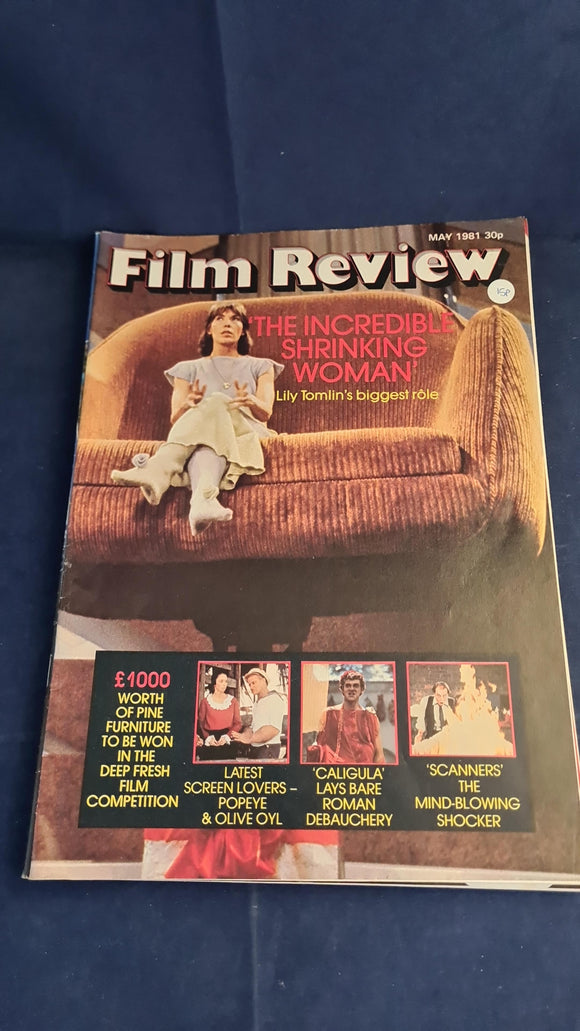 MAY 1981 30p
Film Review
15P
'THE INCREDIBLE
SHRINKING
WOMAN'
Lily Tomlin's biggest rôle
£1000
WORTH
OF PINE
FURNITURE
TO BE WON
IN THE
DEEP FRESH
FILM
COMPETITION
LATEST
SCREEN LOVERS –
POPEYE
& OLIVE OYL
'CALIGULA'
LAYS BARE
ROMAN
DEBAUCHERY
'SCANNERS'
THE
MIND-BLOWING
SHOCKER